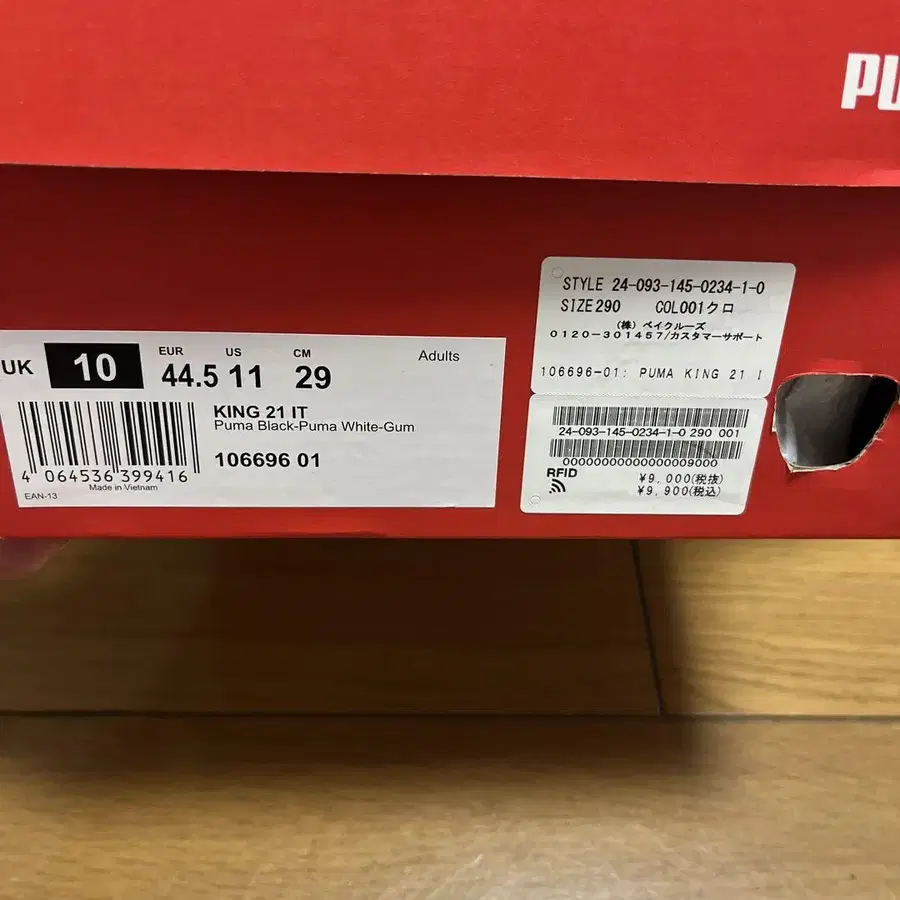 PU
UK 10
EUR 44.5
US 11
CM 29
Adults
KING 21 IT
Puma Black-Puma White-Gum
106696 01
4 064536 399416
Made in Vietnam
EAN-13
STYLE 24-093-145-0234-1-0
SIZE290 COL001クロ
(株) ベイクルーズ
0120-301457/カスタマーサポート
106696-01: PUMA KING 21 I
24-093-145-0234-1-0 290 001
00000000000000009000
RFID
¥9,000(税抜)
¥9,900(税込)